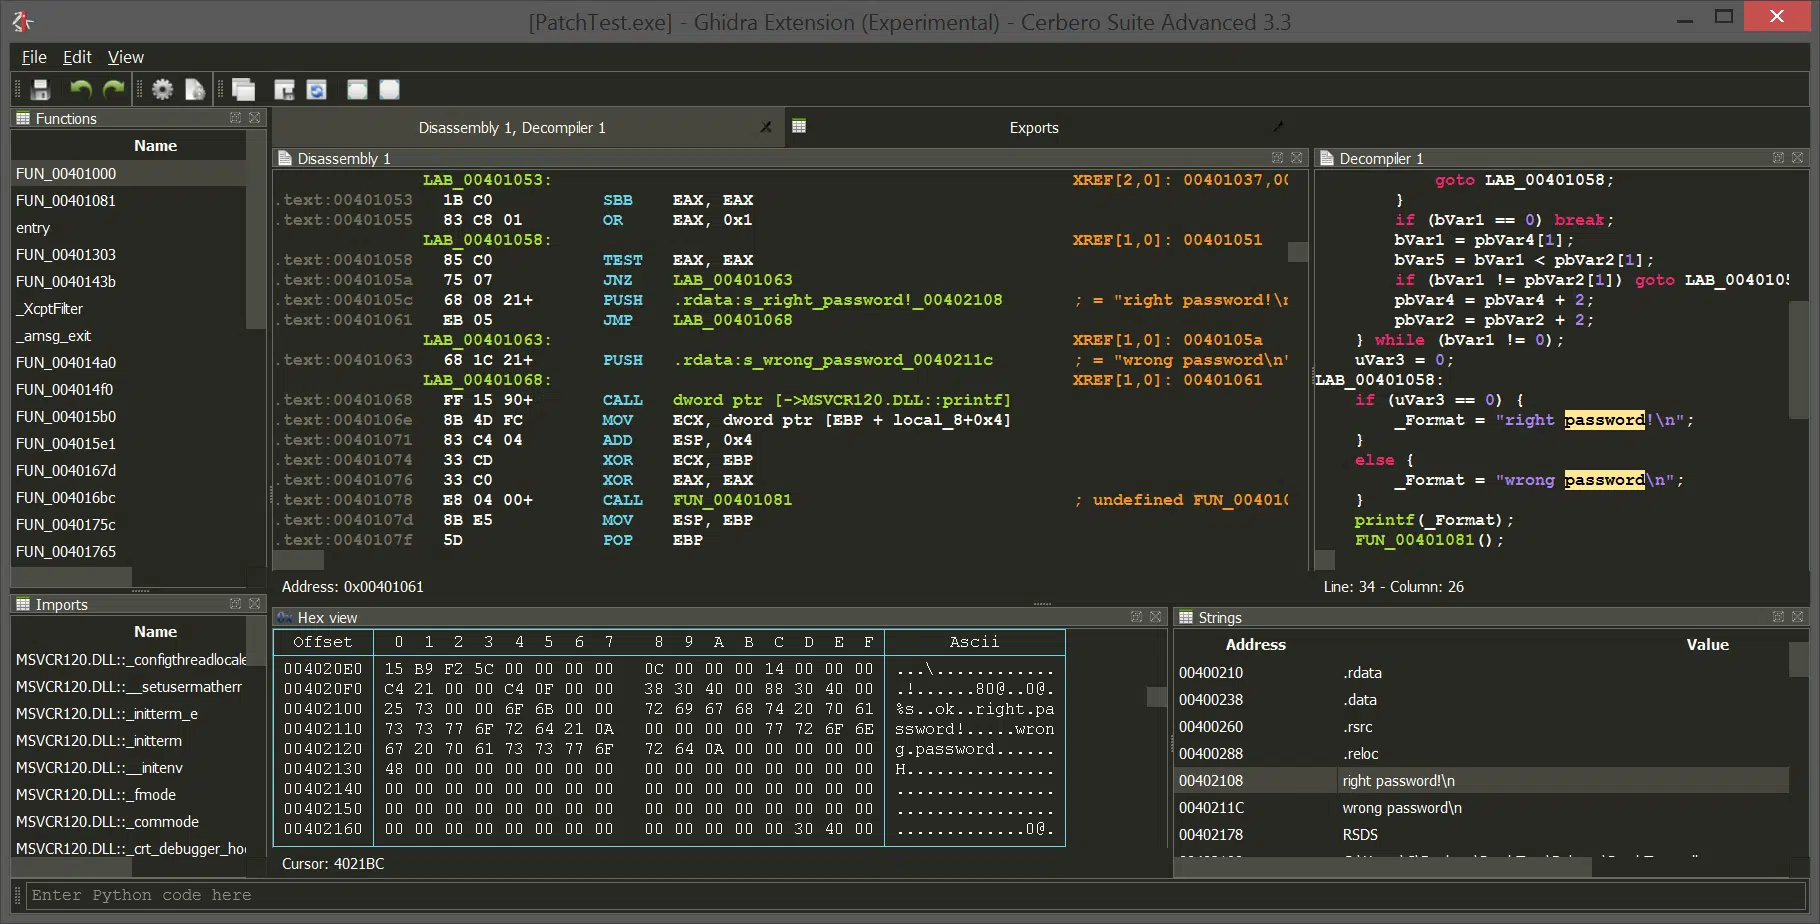 [PatchTest.exe] - Ghidra Extension (Experimental) - Cerbero Suite Advanced 3.3
File Edit View
Functions
Name
FUN_00401000
FUN_00401081
entry
FUN_00401303
FUN_0040143b
_XcptFilter
_amsg_exit
FUN_004014a0
FUN_004014f0
FUN_004015b0
FUN_004015e1
FUN_0040167d
FUN_004016bc
FUN_0040175c
FUN_00401765
Imports
Name
MSVCR120.DLL::_configthreadlocale
MSVCR120.DLL::__setusermatherr
MSVCR120.DLL::_initterm_e
MSVCR120.DLL::_initterm
MSVCR120.DLL::__initenv
MSVCR120.DLL::_fmode
MSVCR120.DLL::_commode
MSVCR120.DLL::_crt_debugger_hoo
Disassembly 1, Decompiler 1
Exports
Disassembly 1
LAB_00401053: XREF[2,0]: 00401037,00
.text:00401053 1B C0 SBB EAX, EAX
.text:00401055 83 C8 01 OR EAX, 0x1
LAB_00401058: XREF[1,0]: 00401051
.text:00401058 85 C0 TEST EAX, EAX
.text:0040105a 75 07 JNZ LAB_00401063
.text:0040105c 68 08 21+ PUSH .rdata:s_right_password!_00402108 ; = "right password!\n
.text:00401061 EB 05 JMP LAB_00401068
LAB_00401063: XREF[1,0]: 0040105a
.text:00401063 68 1C 21+ PUSH .rdata:s_wrong_password_0040211c ; = "wrong password\n"
LAB_00401068: XREF[1,0]: 00401061
.text:00401068 FF 15 90+ CALL dword ptr [->MSVCR120.DLL::printf]
.text:0040106e 8B 4D FC MOV ECX, dword ptr [EBP + local_8+0x4]
.text:00401071 83 C4 04 ADD ESP, 0x4
.text:00401074 33 CD XOR ECX, EBP
.text:00401076 33 C0 XOR EAX, EAX
.text:00401078 E8 04 00+ CALL FUN_00401081 ; undefined FUN_004010
.text:0040107d 8B E5 MOV ESP, EBP
.text:0040107f 5D POP EBP
Address: 0x00401061
Decompiler 1
goto LAB_00401058;
}
if (bVar1 == 0) break;
bVar1 = pbVar4[1];
bVar5 = bVar1 < pbVar2[1];
if (bVar1 != pbVar2[1]) goto LAB_004010
pbVar4 = pbVar4 + 2;
pbVar2 = pbVar2 + 2;
} while (bVar1 != 0);
uVar3 = 0;
LAB_00401058:
if (uVar3 == 0) {
_Format = "right password!\n";
}
else {
_Format = "wrong password\n";
}
printf(_Format);
FUN_00401081();
Line: 34 - Column: 26
Hex view
Offset 0 1 2 3 4 5 6 7 8 9 A B C D E F Ascii
004020E0 15 B9 F2 5C 00 00 00 00 0C 00 00 00 14 00 00 00 ...\............
004020F0 C4 21 00 00 C4 0F 00 00 38 30 40 00 88 30 40 00 .!......80@..0@.
00402100 25 73 00 00 6F 6B 00 00 72 69 67 68 74 20 70 61 %s..ok..right.pa
00402110 73 73 77 6F 72 64 21 0A 00 00 00 00 77 72 6F 6E ssword!.....wron
00402120 67 20 70 61 73 73 77 6F 72 64 0A 00 00 00 00 00 g.password......
00402130 48 00 00 00 00 00 00 00 00 00 00 00 00 00 00 00 H...............
00402140 00 00 00 00 00 00 00 00 00 00 00 00 00 00 00 00 ................
00402150 00 00 00 00 00 00 00 00 00 00 00 00 00 00 00 00 ................
00402160 00 00 00 00 00 00 00 00 00 00 00 00 00 30 40 00 .............0@.
Cursor: 4021BC
Strings
Address Value
00400210 .rdata
00400238 .data
00400260 .rsrc
00400288 .reloc
00402108 right password!\n
0040211C wrong password\n
00402178 RSDS
Enter Python code here